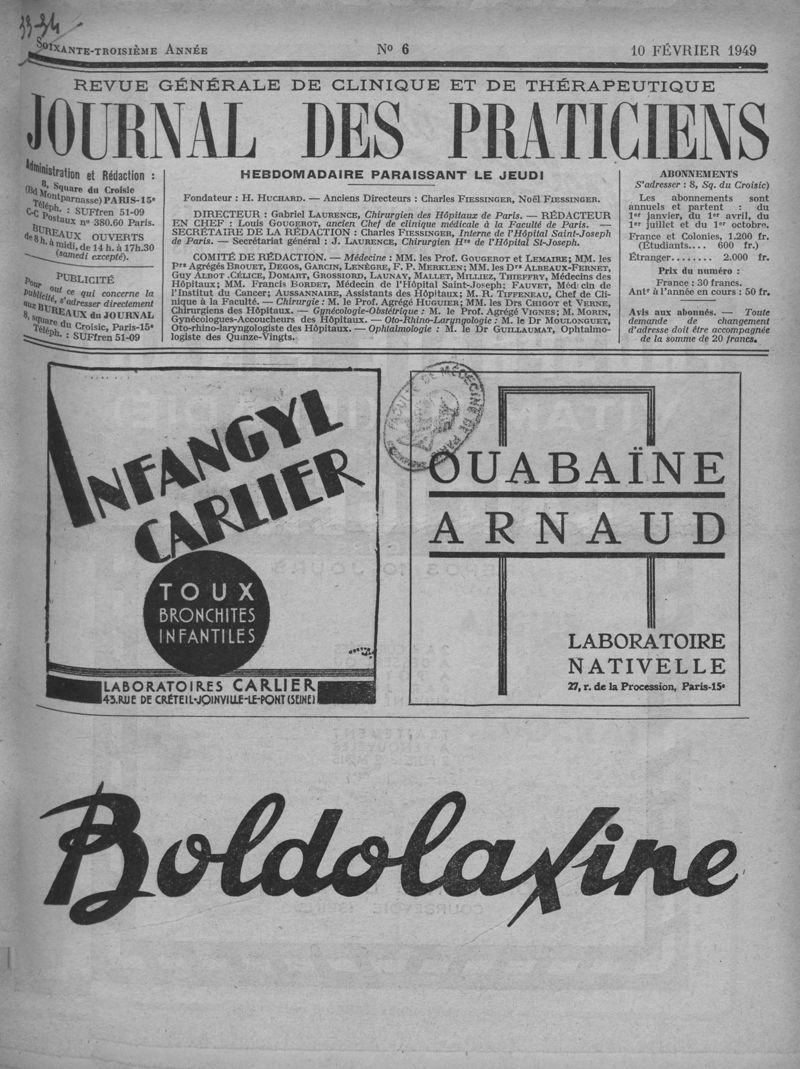 33-34
SOIXANTE-TROISIÈME ANNÉE
N° 6
10 FÉVRIER 1949
REVUE GÉNÉRALE DE CLINIQUE ET DE THÉRAPEUTIQUE
JOURNAL DES PRATICIENS
Administration et Rédaction :
8, Square du Croisic
(Bd Montparnasse) PARIS-15e
Téléph. : SUFfren 51-09
C-C Postaux n° 380.60 Paris.
BUREAUX OUVERTS
de 8 h. à midi, de 14 h. à 17h.30
(samedi excepté).
PUBLICITÉ
Pour tout ce qui concerne la
publicité, s'adresser directement
aux BUREAUX du JOURNAL
8, square du Croisic, Paris-15e
Téléph. : SUFfren 51-09
HEBDOMADAIRE PARAISSANT LE JEUDI
Fondateur : H. HUCHARD. — Anciens Directeurs : Charles FIESSINGER, Noël FIESSINGER.
DIRECTEUR : Gabriel LAURENCE, Chirurgien des Hôpitaux de Paris. — RÉDACTEUR
EN CHEF : Louis GOUGEROT, ancien Chef de clinique médicale à la Faculté de Paris. —
SECRÉTAIRE DE LA RÉDACTION : Charles FIESSINGER, Interne de l'Hôpital Saint-Joseph
de Paris. — Secrétariat général : J. LAURENCE, Chirurgien Hre de l'Hôpital St-Joseph.
COMITÉ DE RÉDACTION. — Médecine : MM. les Prof. GOUGEROT et LEMAIRE; MM. les
Prs Agrégés BROUET, DEGOS, GARCIN, LENÈGRE, F. P. MERKLEN; MM. les Drs ALBEAUX-FERNET,
Guy ALBOT .CÉLICE, DOMART, GROSSIORD, LAUNAY, MALLET, MILLIEZ, THIEFFRY, Médecins des
Hôpitaux; MM. Francis BORDET, Médecin de l'Hôpital Saint-Joseph; FAUVET, Médecin de
l'Institut du Cancer; AUSSANNAIRE, Assistants des Hôpitaux; M. R. TIFFENEAU, Chef de Cli-
nique à la Faculté. — Chirurgie : M. le Prof. Agrégé HUGUIER; MM. les Drs CHIGOT et VERNE,
Chirurgiens des Hôpitaux. — Gynécologie-Obstétrique : M. le Prof. Agrégé VIGNES; M. MORIN,
Gynécologues-Accoucheurs des Hôpitaux. — Oto-Rhino-Laryngologie : M. le Dr MOULONGUET,
Oto-rhino-laryngologiste des Hôpitaux. — Ophtalmologie : M. le Dr GUILLAUMAT, Ophtalmo-
logiste des Quinze-Vingts.
ABONNEMENTS
S'adresser : 8, Sq. du Croisic)
Les abonnements sont
annuels et partent : du
1er janvier, du 1er avril, du
1er juillet et du 1er octobre.
France et Colonies, 1.200 fr.
(Étudiants.... 600 fr.)
Étranger........ 2.000 fr.
Prix du numéro :
France : 30 francs.
Antr à l'année en cours : 50 fr.
Avis aux abonnés. — Toute
demande de changement
d'adresse doit être accompagnée
de la somme de 20 francs.
INFANGYL
CARLIER
TOUX
BRONCHITES
INFANTILES
LABORATOIRES CARLIER
43.RUE DE CRÉTEIL-JOINVILLE-LE-PONT (SEINE)
FACULTÉ DE MÉDECINE DE PARIS
OUABAÏNE
ARNAUD
LABORATOIRE
NATIVELLE
27, r. de la Procession, Paris-15e
Boldolaxine